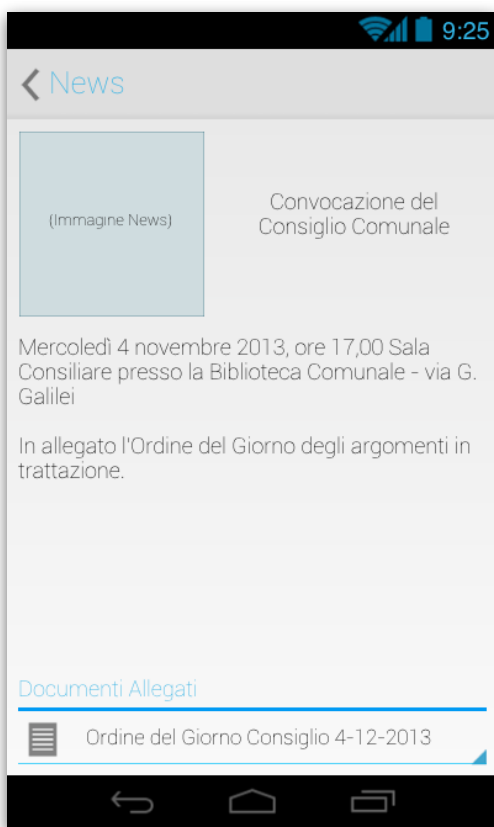 9:25
News
(Immagine News)
Convocazione del
Consiglio Comunale
Mercoledì 4 novembre 2013, ore 17,00 Sala
Consiliare presso la Biblioteca Comunale - via G.
Galilei
In allegato l'Ordine del Giorno degli argomenti in
trattazione.
Documenti Allegati
Ordine del Giorno Consiglio 4-12-2013